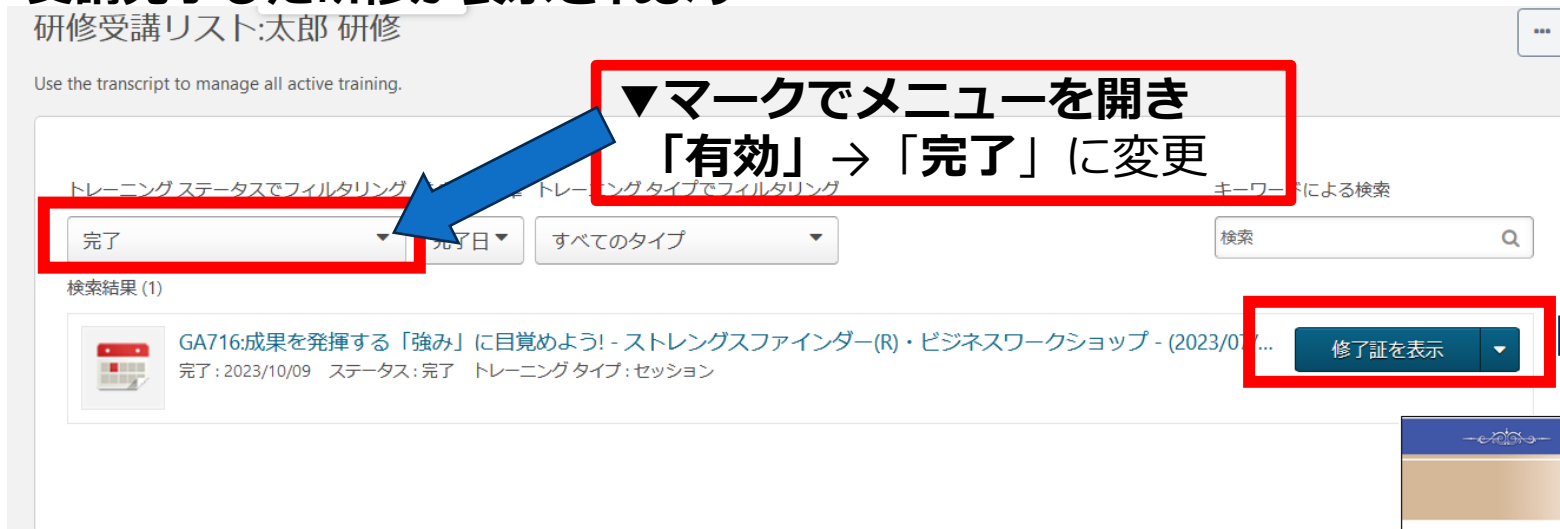 研修受講リスト:太郎 研修
...
Use the transcript to manage all active training.
▼マークでメニューを開き
「有効」→「完了」に変更
トレーニング ステータスでフィルタリング
トレーニング タイプでフィルタリング
キーワードによる検索
完了
完了日
すべてのタイプ
検索
検索結果 (1)
GA716:成果を発揮する「強み」に目覚めよう! - ストレングスファインダー(R)・ビジネスワークショップ - (2023/07/...
完了 : 2023/10/09 ステータス : 完了 トレーニング タイプ : セッション
修了証を表示